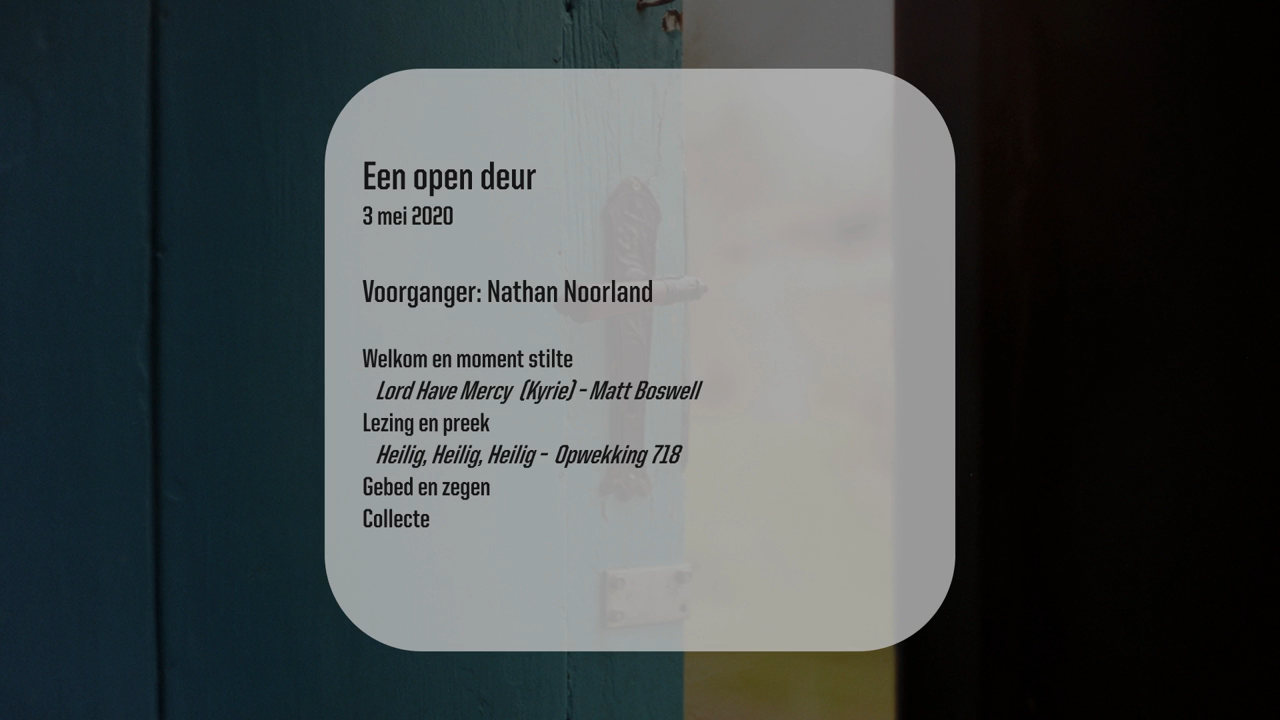 Een open deur
3 mei 2020
Voorganger: Nathan Noorland
Welkom en moment stilte
Lord Have Mercy (Kyrie) - Matt Boswell
Lezing en preek
Heilig, Heilig, Heilig - Opwekking 718
Gebed en zegen
Collecte